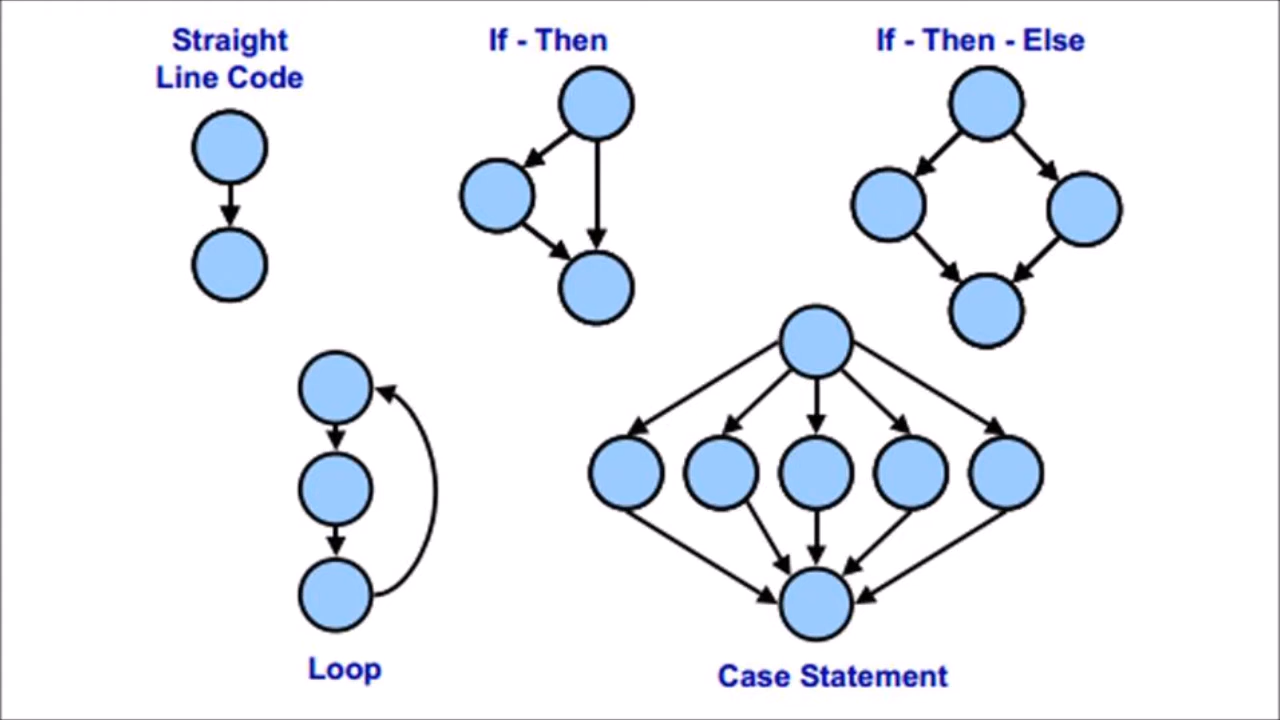 Straight
Line Code
If - Then
If - Then - Else
Loop
Case Statement